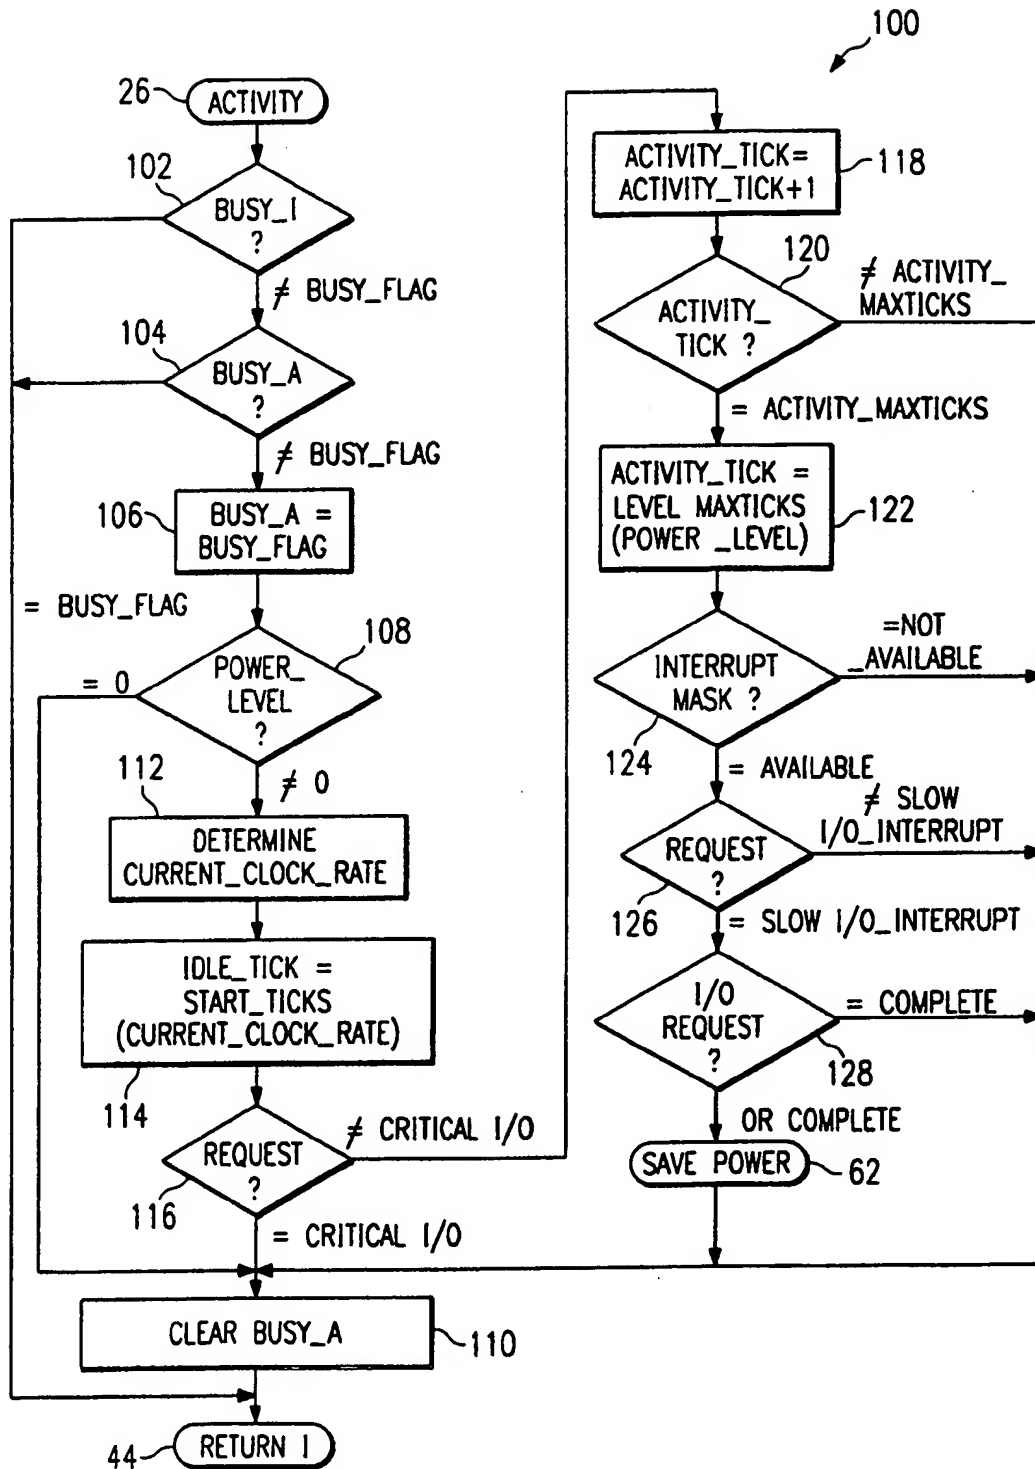 100
26
ACTIVITY
102
BUSY_I
?
≠ BUSY_FLAG
104
BUSY_A
?
≠ BUSY_FLAG
106
BUSY_A =
BUSY_FLAG
= BUSY_FLAG
108
POWER_
LEVEL
?
= 0
≠ 0
112
DETERMINE
CURRENT_CLOCK_RATE
IDLE_TICK =
START_TICKS
(CURRENT_CLOCK_RATE)
114
REQUEST
?
≠ CRITICAL I/O
116
= CRITICAL I/O
CLEAR BUSY_A
110
44
RETURN I
ACTIVITY_TICK=
ACTIVITY_TICK+1
118
120
ACTIVITY_
TICK ?
≠ ACTIVITY_
MAXTICKS
= ACTIVITY_MAXTICKS
ACTIVITY_TICK =
LEVEL MAXTICKS
(POWER _LEVEL)
122
INTERRUPT
MASK ?
=NOT
_AVAILABLE
124
= AVAILABLE
REQUEST
?
≠ SLOW
I/O_INTERRUPT
126
= SLOW I/O_INTERRUPT
I/O
REQUEST
?
= COMPLETE
128
OR COMPLETE
SAVE POWER
62